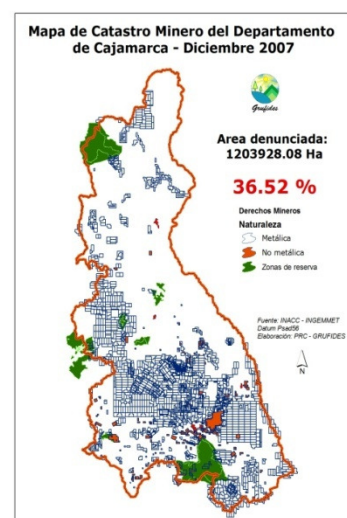 Mapa de Catastro Minero del Departamento
de Cajamarca - Diciembre 2007
Grufides
Area denunciada:
1203928.08 Ha
36.52 %
Derechos Mineros
Naturaleza
Metálica
No metálica
Zonas de reserva
Fuente: INACC - INGEMMET
Datum Psad56
Elaboración: PRC - GRUFIDES
N